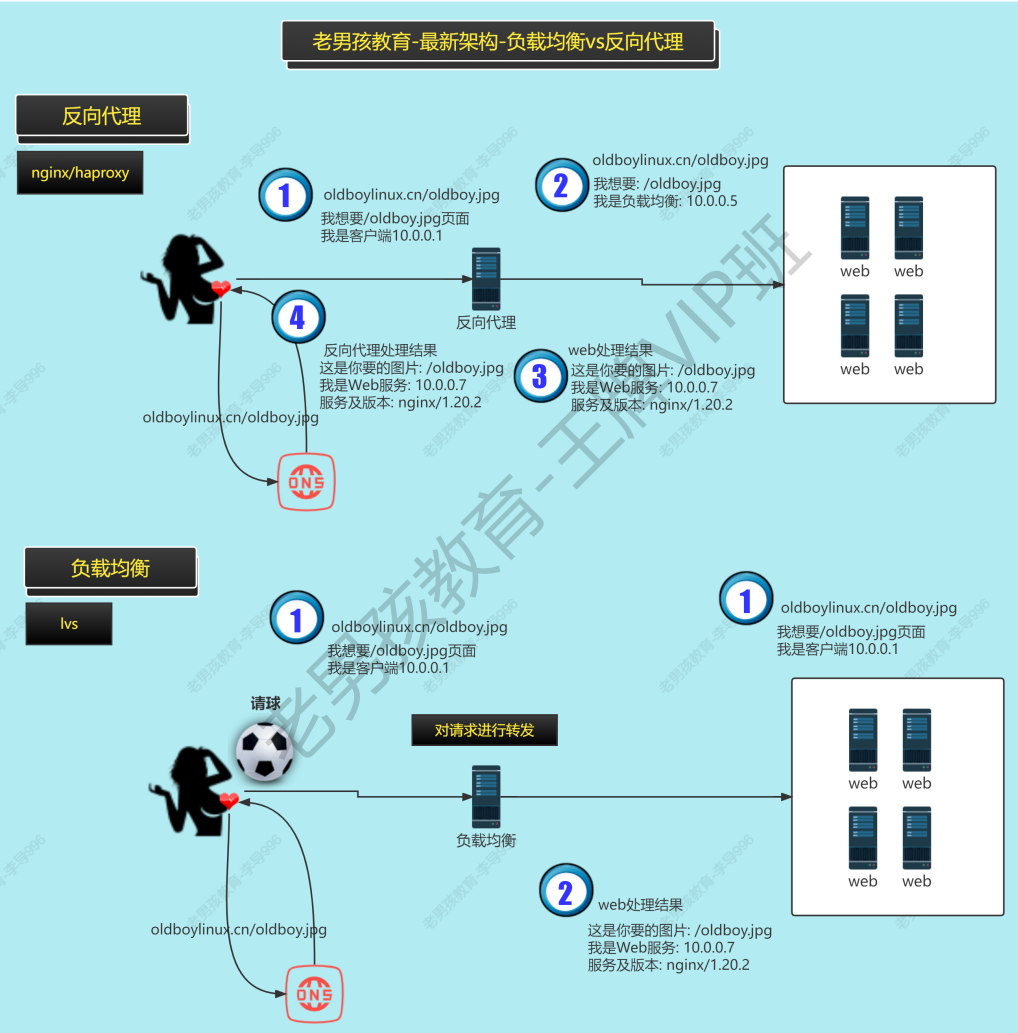 老男孩教育-最新架构-负载均衡vs反向代理
反向代理
nginx/haproxy
1
oldboylinux.cn/oldboy.jpg
我想要/oldboy.jpg页面
我是客户端10.0.0.1
2
oldboylinux.cn/oldboy.jpg
我想要: /oldboy.jpg
我是负载均衡: 10.0.0.5
web
web
web
web
反向代理
4
反向代理处理结果
这是你要的图片: /oldboy.jpg
我是Web服务: 10.0.0.7
服务及版本: nginx/1.20.2
3
web处理结果
这是你要的图片: /oldboy.jpg
我是Web服务: 10.0.0.7
服务及版本: nginx/1.20.2
oldboylinux.cn/oldboy.jpg
DNS
负载均衡
lvs
1
oldboylinux.cn/oldboy.jpg
我想要/oldboy.jpg页面
我是客户端10.0.0.1
1
oldboylinux.cn/oldboy.jpg
我想要/oldboy.jpg页面
我是客户端10.0.0.1
请球
对请求进行转发
负载均衡
web
web
web
web
2
web处理结果
这是你要的图片: /oldboy.jpg
我是Web服务: 10.0.0.7
服务及版本: nginx/1.20.2
oldboylinux.cn/oldboy.jpg
DNS
老男孩教育-王牌VIP班
老男孩教育-李导996